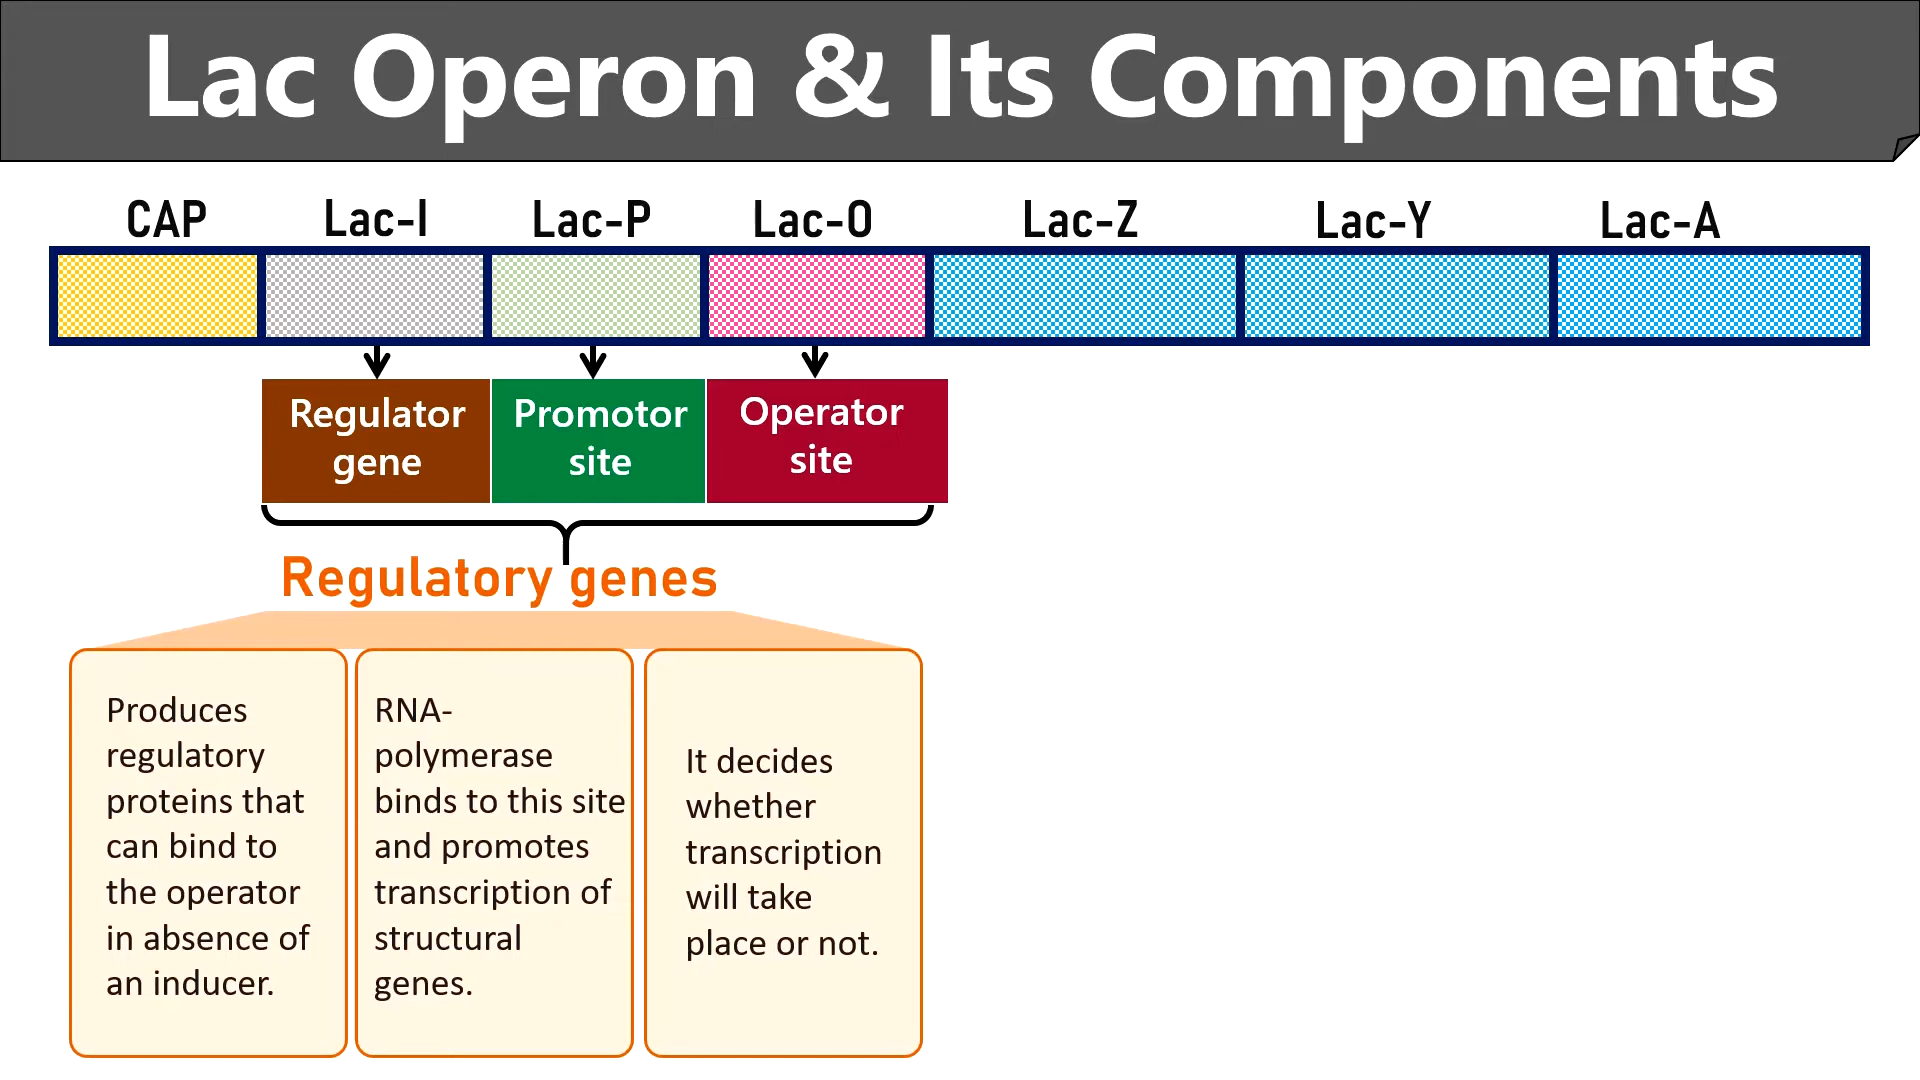 Lac Operon & Its Components
CAP Lac-I Lac-P Lac-O Lac-Z Lac-Y Lac-A
Regulator
gene
Promotor
site
Operator
site
Regulatory genes
Produces
regulatory
proteins that
can bind to
the operator
in absence of
an inducer.
RNA-
polymerase
binds to this site
and promotes
transcription of
structural
genes.
It decides
whether
transcription
will take
place or not.